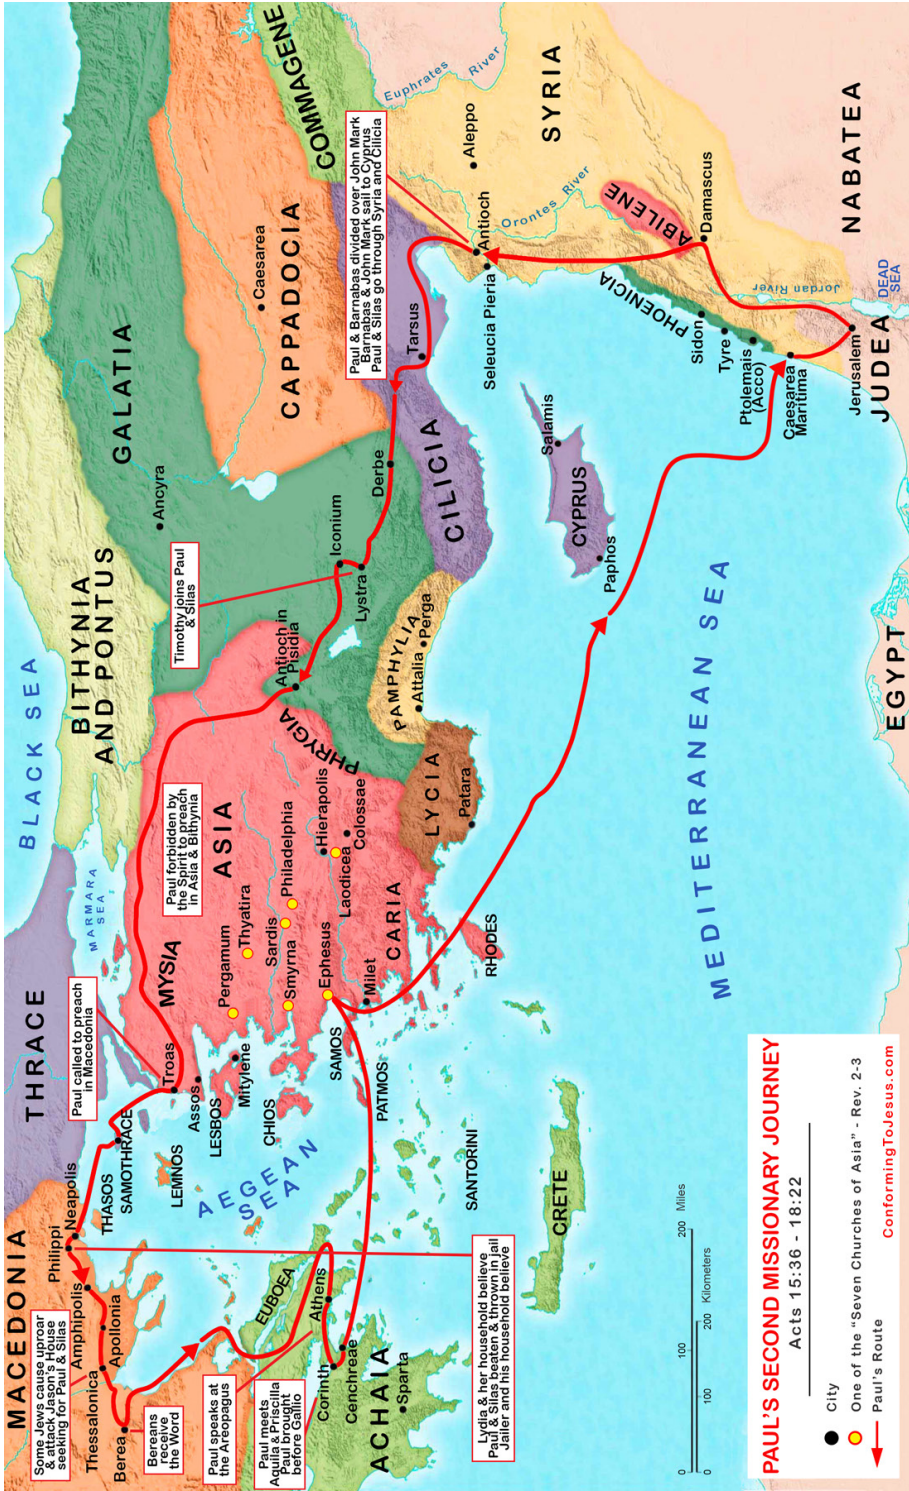 MACEDONIA
THRACE
BLACK SEA
BITHYNIA
AND PONTUS
GALATIA
CAPPADOCIA
COMMAGENE
Euphrates River
Philippi
Neapolis
Amphipolis
Apollonia
Thessalonica
Berea
Some Jews cause uproar
& attack Jason's House
seeking for Paul & Silas
Bereans
receive
the Word
THASOS
SAMOTHRACE
Paul called to preach
in Macedonia
MARMARA
SEA
Troas
MYSIA
Assos
LESBOS
Mitylene
LEMNOS
CHIOS
AEGEAN
SEA
Paul forbidden by
the Spirit to preach
in Asia & Bithynia
ASIA
Pergamum
Thyatira
Sardis
Smyrna
Philadelphia
Hierapolis
Laodicea
Colossae
Ephesus
Milet
CARIA
SAMOS
PATMOS
PHRYGIA
Antioch in
Pisidia
Timothy joins Paul
& Silas
Ancyra
Iconium
Lystra
Derbe
Caesarea
Paul & Barnabas divided over John Mark
Barnabas & John Mark sail to Cyprus
Paul & Silas go through Syria and Cilicia
Tarsus
CILICIA
PAMPHYLIA
Attalia
Perga
LYCIA
Patara
RHODES
EUBOEA
Athens
Corinth
Cenchreae
ACHAIA
Sparta
Paul speaks at
the Areopagus
Paul meets
Aquila & Priscilla
Paul brought
before Gallio
Lydia & her household believe
Paul & Silas beaten & thrown in jail
Jailer and his household believe
SANTORINI
CRETE
Antioch
Seleucia Pieria
Aleppo
SYRIA
Orontes River
ABILENE
Damascus
PHOENICIA
Sidon
Tyre
Ptolemais
(Acco)
Caesarea
Maritima
Jordan River
Jerusalem
JUDEA
DEAD
SEA
NABATEA
Salamis
CYPRUS
Paphos
MEDITERRANEAN SEA
EGYPT
0 100 200 Miles
0 100 200 Kilometers
PAUL'S SECOND MISSIONARY JOURNEY
Acts 15:36 - 18:22
City
One of the "Seven Churches of Asia" - Rev. 2-3
Paul's Route
ConformingToJesus.com